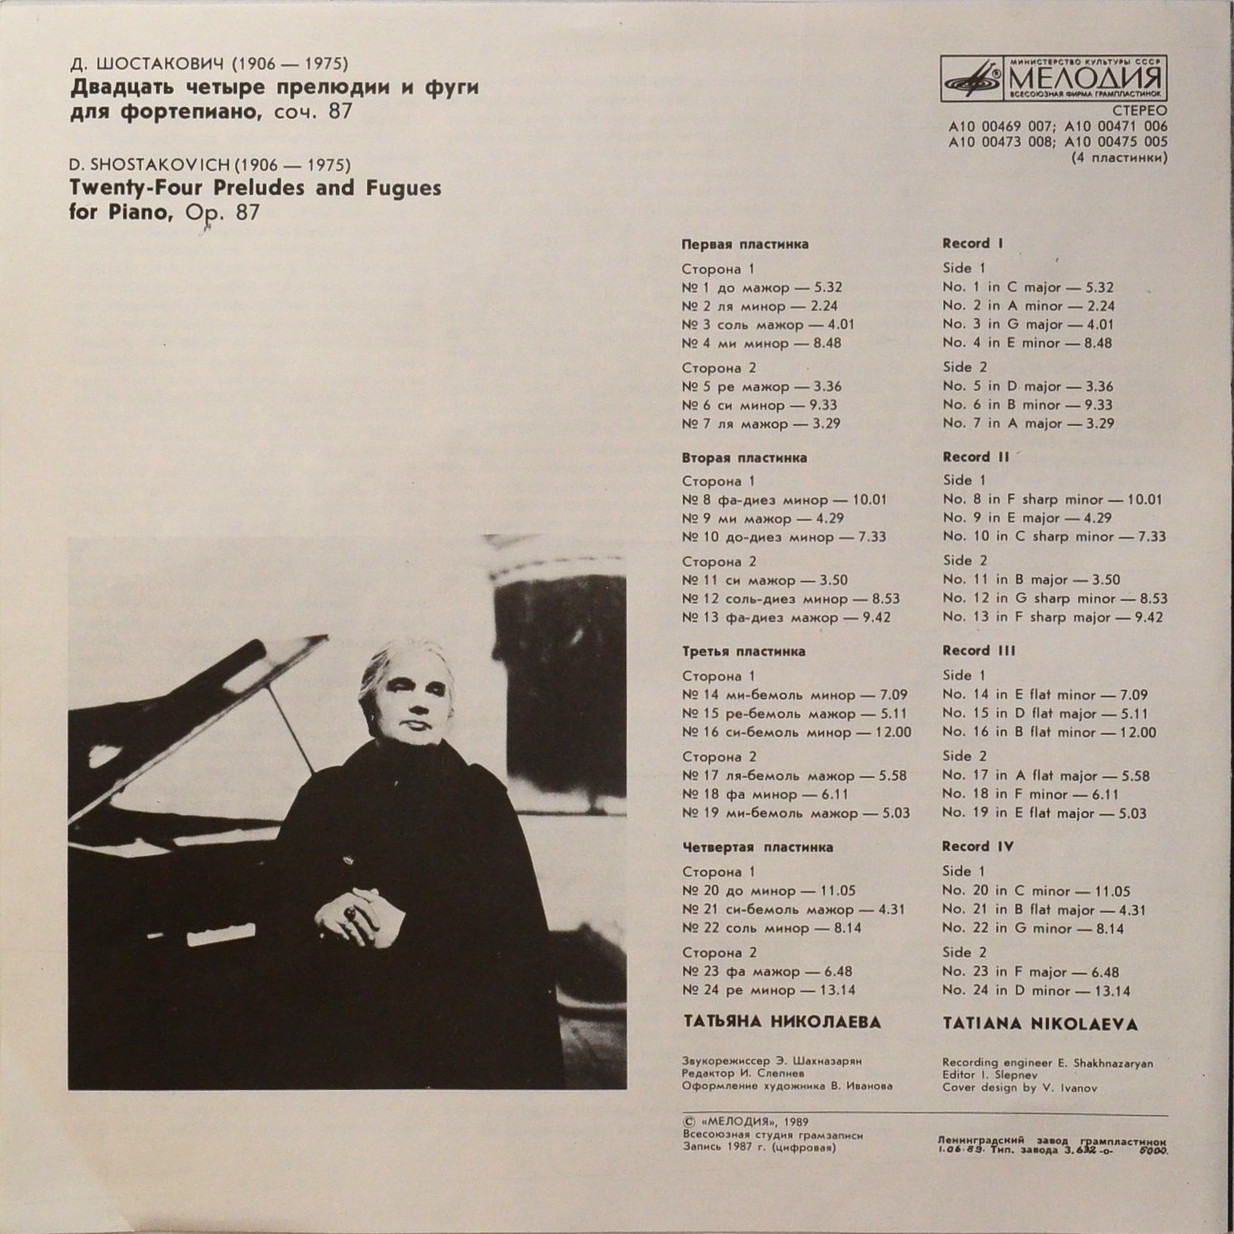 Д. ШОСТАКОВИЧ (1906 — 1975)
Двадцать четыре прелюдии и фуги
для фортепиано, соч. 87
D. SHOSTAKOVICH (1906 — 1975)
Twenty-Four Preludes and Fugues
for Piano, Op. 87
МИНИСТЕРСТВО КУЛЬТУРЫ СССР
МЕЛОДИЯ
ВСЕСОЮЗНАЯ ФИРМА ГРАМПЛАСТИНОК
СТЕРЕО
А10 00469 007; А10 00471 006
А10 00473 008; А10 00475 005
(4 пластинки)
Первая пластинка
Сторона 1
№ 1 до мажор — 5.32
№ 2 ля минор — 2.24
№ 3 соль мажор — 4.01
№ 4 ми минор — 8.48
Сторона 2
№ 5 ре мажор — 3.36
№ 6 си минор — 9.33
№ 7 ля мажор — 3.29
Вторая пластинка
Сторона 1
№ 8 фа-диез минор — 10.01
№ 9 ми мажор — 4.29
№ 10 до-диез минор — 7.33
Сторона 2
№ 11 си мажор — 3.50
№ 12 соль-диез минор — 8.53
№ 13 фа-диез мажор — 9.42
Третья пластинка
Сторона 1
№ 14 ми-бемоль минор — 7.09
№ 15 ре-бемоль мажор — 5.11
№ 16 си-бемоль минор — 12.00
Сторона 2
№ 17 ля-бемоль мажор — 5.58
№ 18 фа минор — 6.11
№ 19 ми-бемоль мажор — 5.03
Четвертая пластинка
Сторона 1
№ 20 до минор — 11.05
№ 21 си-бемоль мажор — 4.31
№ 22 соль минор — 8.14
Сторона 2
№ 23 фа мажор — 6.48
№ 24 ре минор — 13.14
ТАТЬЯНА НИКОЛАЕВА
Звукорежиссер Э. Шахназарян
Редактор И. Слепнев
Оформление художника В. Иванова
Record I
Side 1
No. 1 in C major — 5.32
No. 2 in A minor — 2.24
No. 3 in G major — 4.01
No. 4 in E minor — 8.48
Side 2
No. 5 in D major — 3.36
No. 6 in B minor — 9.33
No. 7 in A major — 3.29
Record II
Side 1
No. 8 in F sharp minor — 10.01
No. 9 in E major — 4.29
No. 10 in C sharp minor — 7.33
Side 2
No. 11 in B major — 3.50
No. 12 in G sharp minor — 8.53
No. 13 in F sharp major — 9.42
Record III
Side 1
No. 14 in E flat minor — 7.09
No. 15 in D flat major — 5.11
No. 16 in B flat minor — 12.00
Side 2
No. 17 in A flat major — 5.58
No. 18 in F minor — 6.11
No. 19 in E flat major — 5.03
Record IV
Side 1
No. 20 in C minor — 11.05
No. 21 in B flat major — 4.31
No. 22 in G minor — 8.14
Side 2
No. 23 in F major — 6.48
No. 24 in D minor — 13.14
TATIANA NIKOLAEVA
Recording engineer E. Shakhnazaryan
Editor I. Slepnev
Cover design by V. Ivanov
© «МЕЛОДИЯ», 1989
Всесоюзная студия грамзаписи
Запись 1987 г. (цифровая)
Ленинградский завод грампластинок
1.06.89. Тип. завода З. 632-о- 5000.